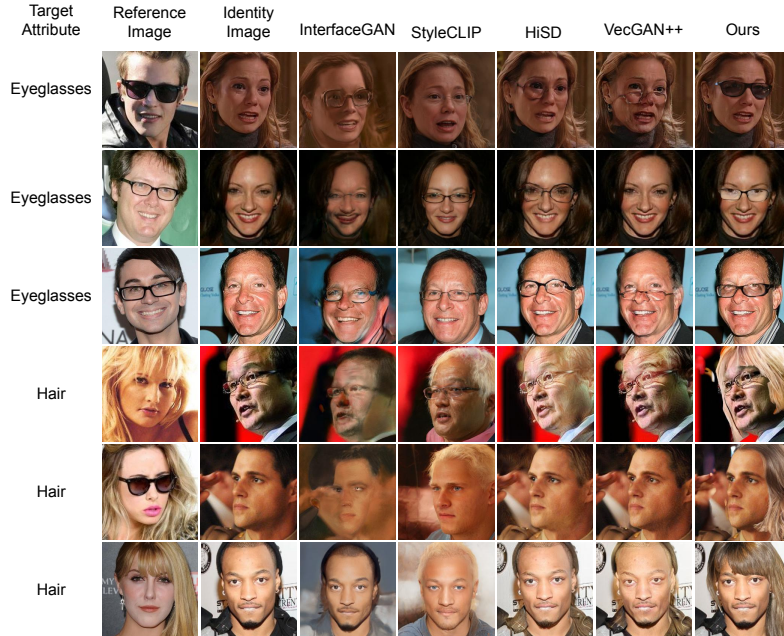 Target Attribute
Reference Image
Identity Image
InterfaceGAN
StyleCLIP
HiSD
VecGAN++
Ours
Eyeglasses
Eyeglasses
Eyeglasses
Hair
Hair
Hair